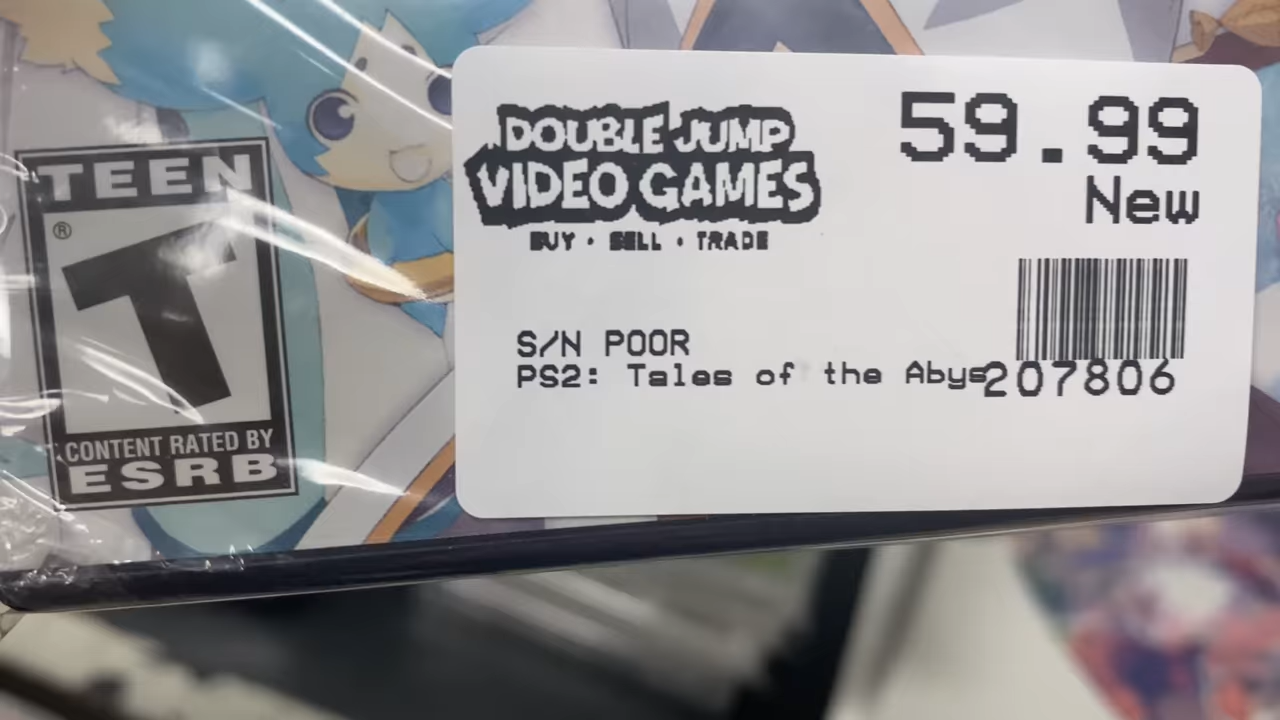 TEEN
®
T
CONTENT RATED BY
ESRB
DOUBLE JUMP
VIDEO GAMES
BUY · SELL · TRADE
59.99
New
S/N POOR
PS2: Tales of the Abys
207806